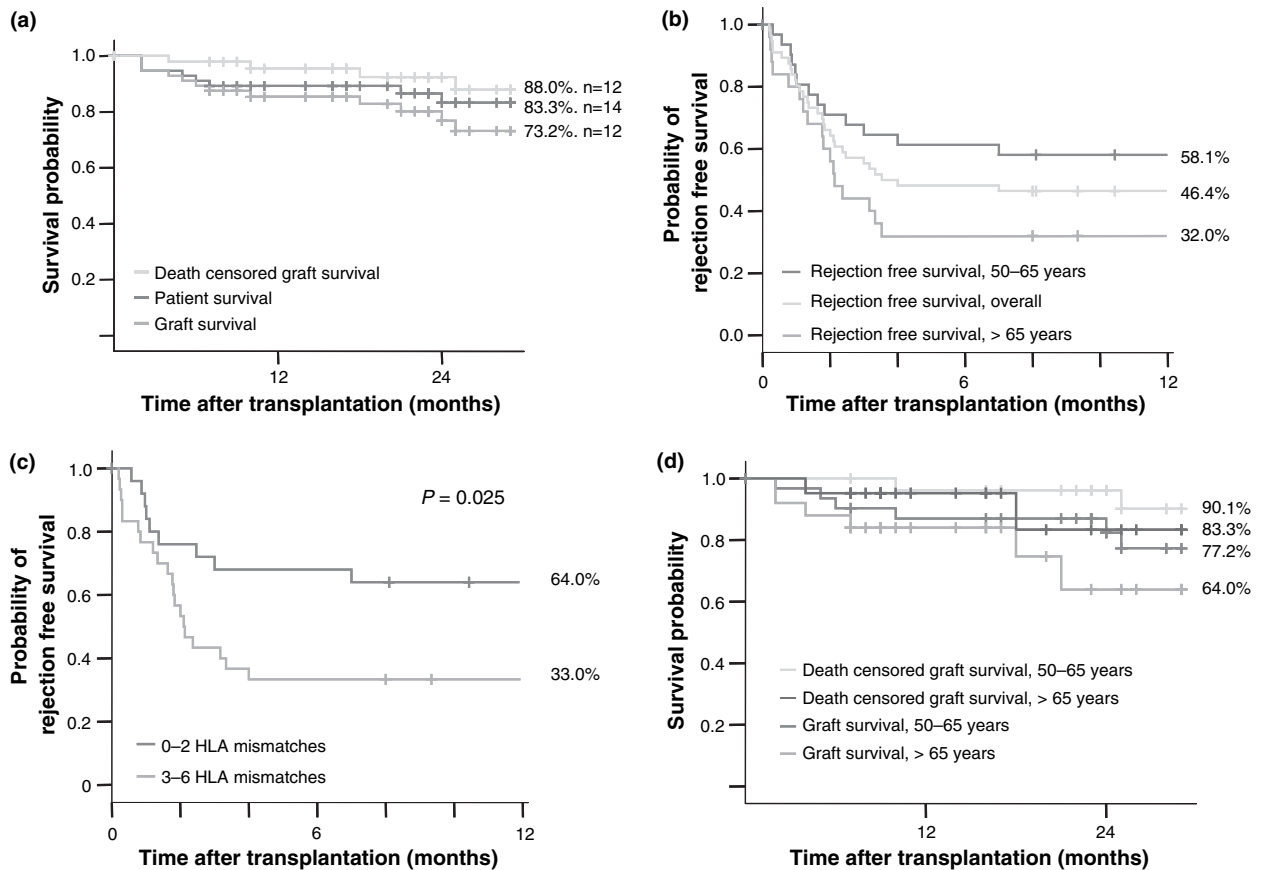 (a)
Survival probability
1.0
0.8
0.6
0.4
0.2
88.0%. n=12
83.3%. n=14
73.2%. n=12
Death censored graft survival
Patient survival
Graft survival
12
24
Time after transplantation (months)
(b)
Probability of
rejection free survival
1.0
0.8
0.6
0.4
0.2
0.0
58.1%
46.4%
32.0%
Rejection free survival, 50–65 years
Rejection free survival, overall
Rejection free survival, > 65 years
0
6
12
Time after transplantation (months)
(c)
Probability of
rejection free survival
1.0
0.8
0.6
0.4
0.2
0
P = 0.025
64.0%
33.0%
0–2 HLA mismatches
3–6 HLA mismatches
0
6
12
Time after transplantation (months)
(d)
Survival probability
1.0
0.8
0.6
0.4
0.2
90.1%
83.3%
77.2%
64.0%
Death censored graft survival, 50–65 years
Death censored graft survival, > 65 years
Graft survival, 50–65 years
Graft survival, > 65 years
12
24
Time after transplantation (months)